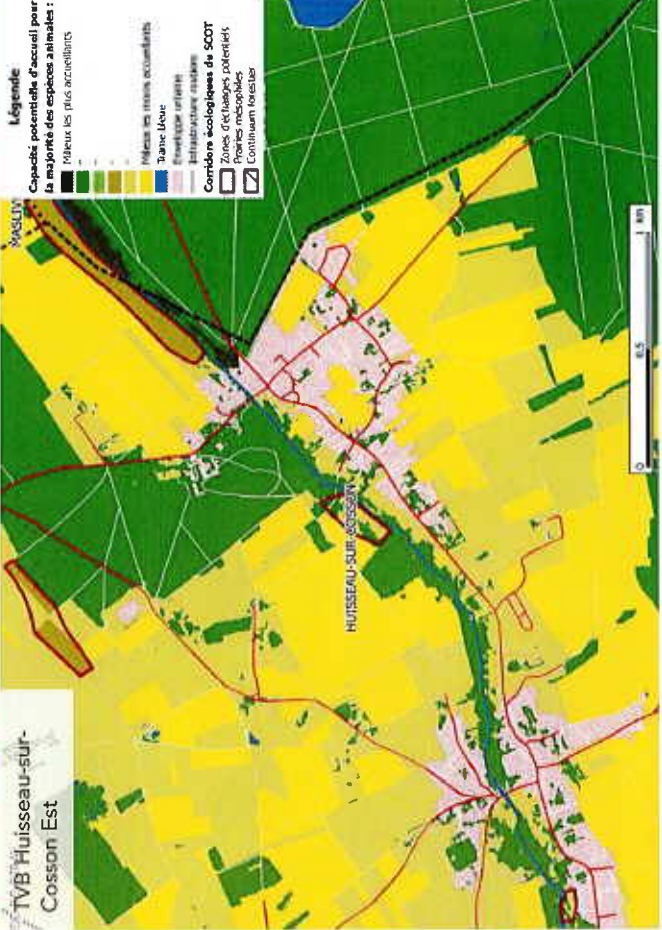 TVB Huisseau-sur-
Cosson Est
MASLIV
Légende
Capacité potentielle d'accueil pour
la majorité des espèces animales :
Milieux les plus accueillants
Milieux les moins accueillants
Trame bleue
Enveloppe urbaine
Infrastructure routière
Corridors écologiques du SCOT
Zones d'échanges potentiels
Prairies mésophiles
Continuum forestier
HUISSEAU-SUR-COSSON
0
0.5
1 km